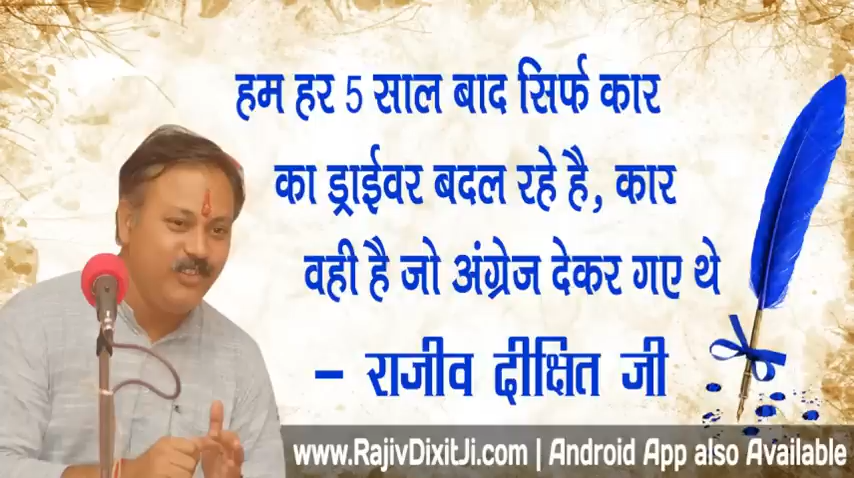 हम हर 5 साल बाद सिर्फ कार
का ड्राईवर बदल रहे है, कार
वही है जो अंग्रेज देकर गए थे
– राजीव दीक्षित जी
www.RajivDixitJi.com | Android App also Available